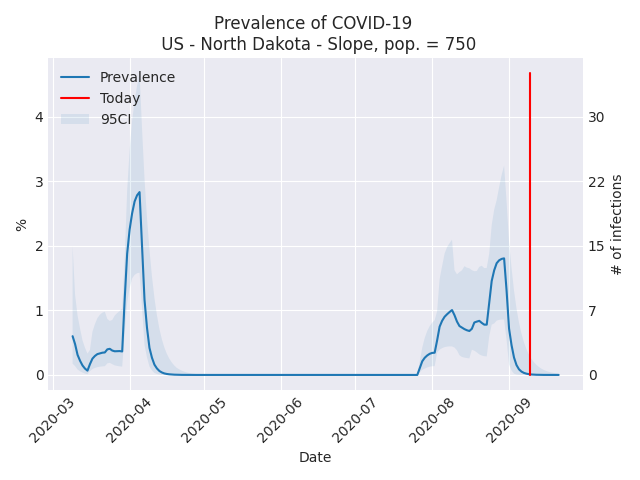 Prevalence of COVID-19
US - North Dakota - Slope, pop. = 750
Prevalence
Today
95CI
4
3
2
1
0
%
30
22
15
7
0
# of infections
2020-03
2020-04
2020-05
2020-06
2020-07
2020-08
2020-09
Date